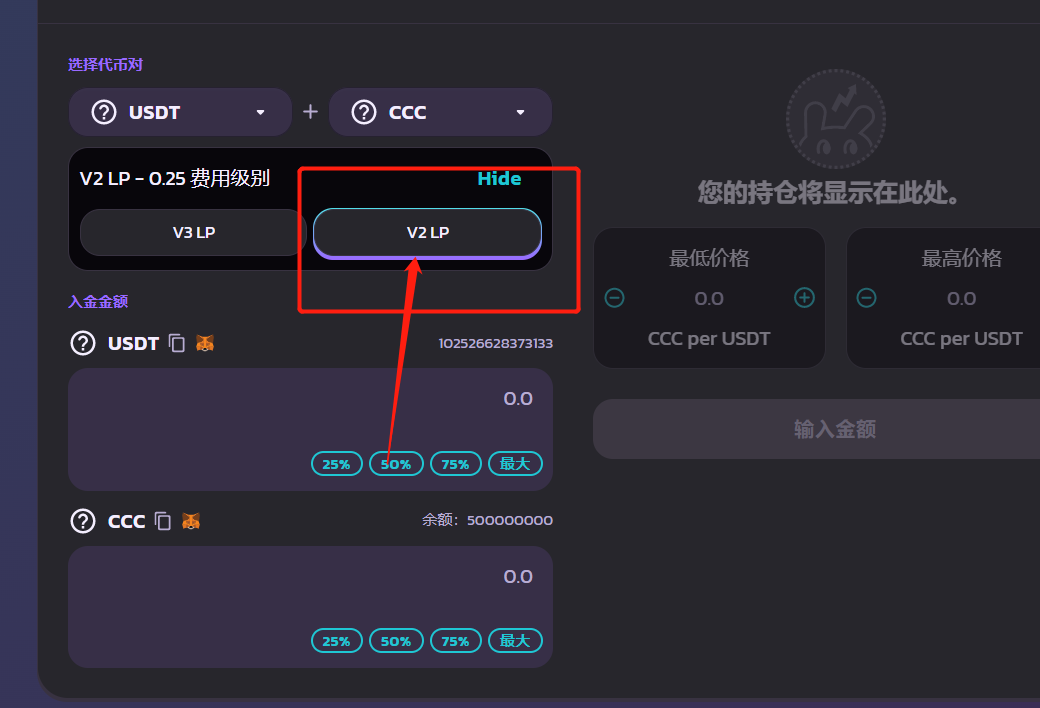 选择代币对
USDT + CCC
V2 LP - 0.25 费用级别 Hide
V3 LP V2 LP
入金金额
USDT 102526628373133
0.0
25% 50% 75% 最大
CCC 余额：500000000
0.0
25% 50% 75% 最大
您的持仓将显示在此处。
最低价格
0.0
CCC per USDT
最高价格
0.0
CCC per USDT
输入金额